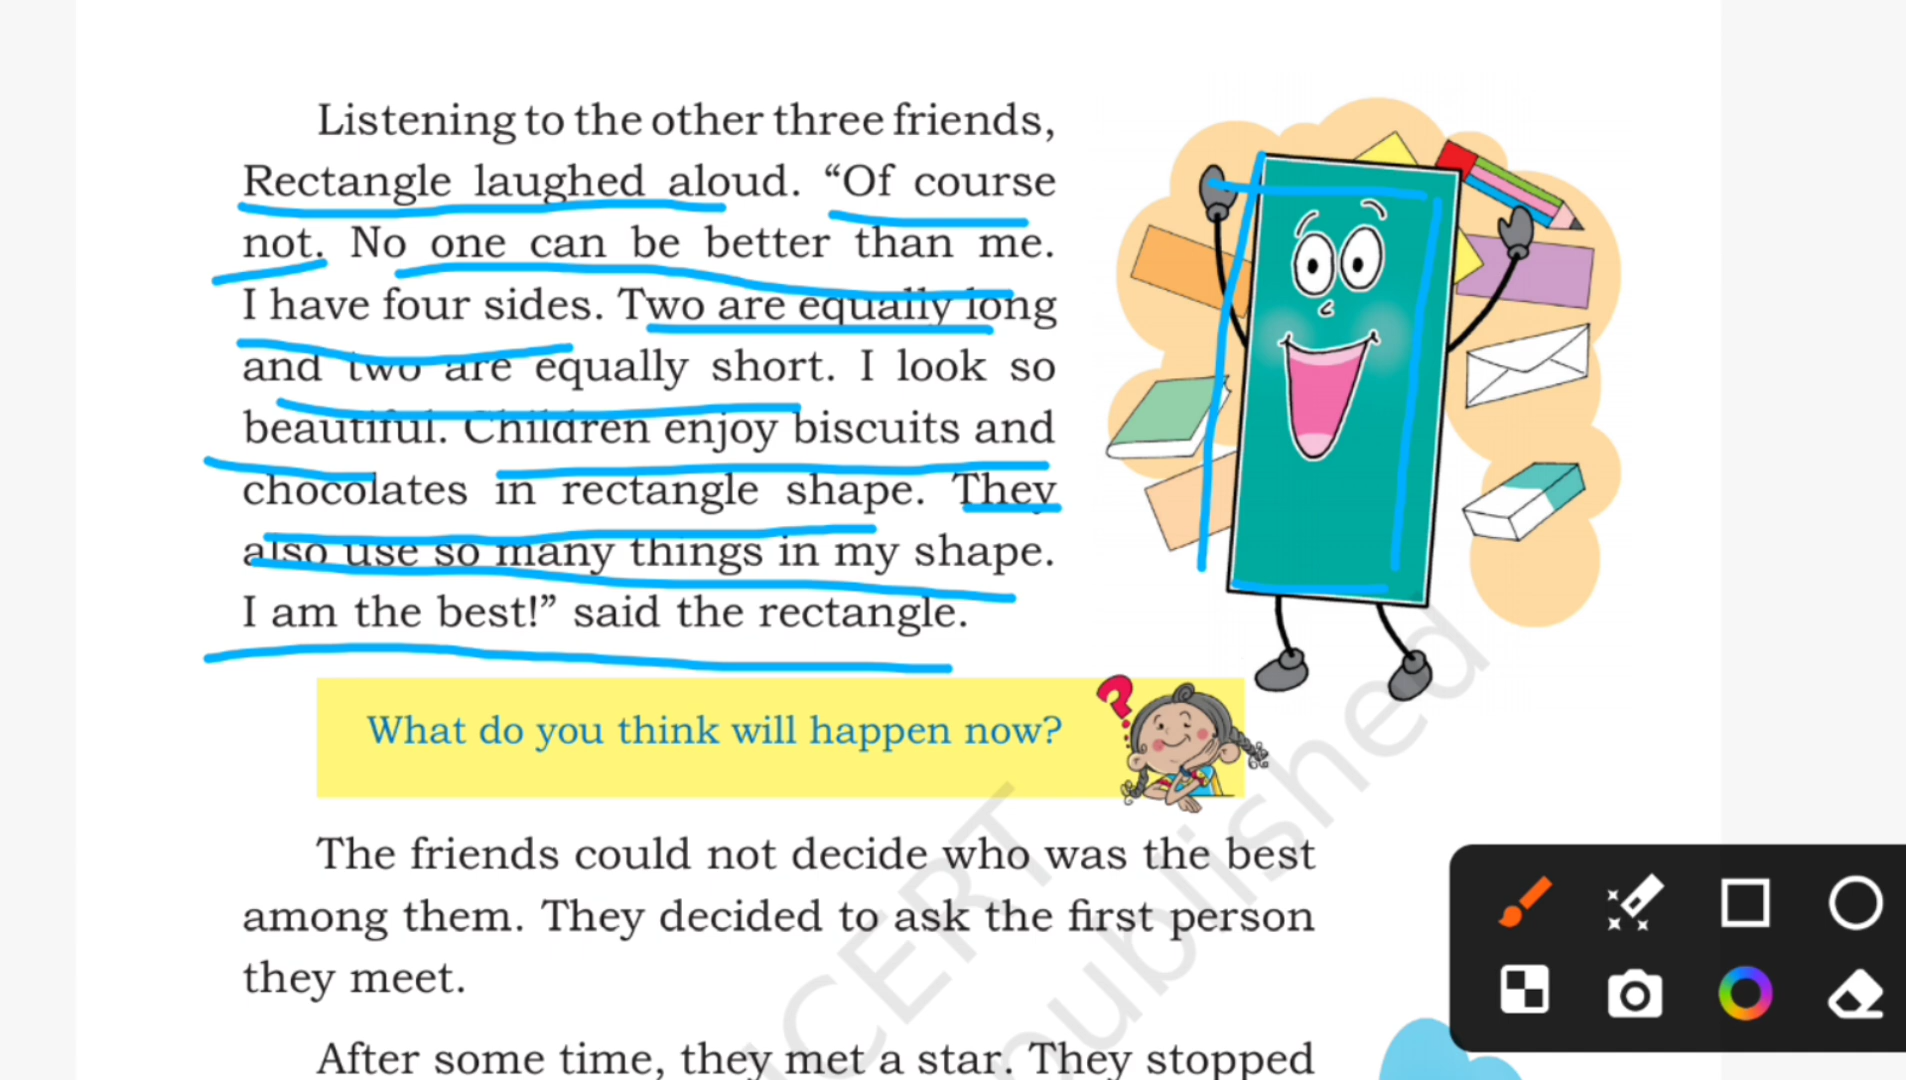 Listening to the other three friends,
Rectangle laughed aloud. “Of course
not. No one can be better than me.
I have four sides. Two are equally long
and two are equally short. I look so
beautiful. Children enjoy biscuits and
chocolates in rectangle shape. They
also use so many things in my shape.
I am the best!” said the rectangle.
?
What do you think will happen now?
The friends could not decide who was the best
among them. They decided to ask the first person
they meet.
After some time, they met a star. They stopped